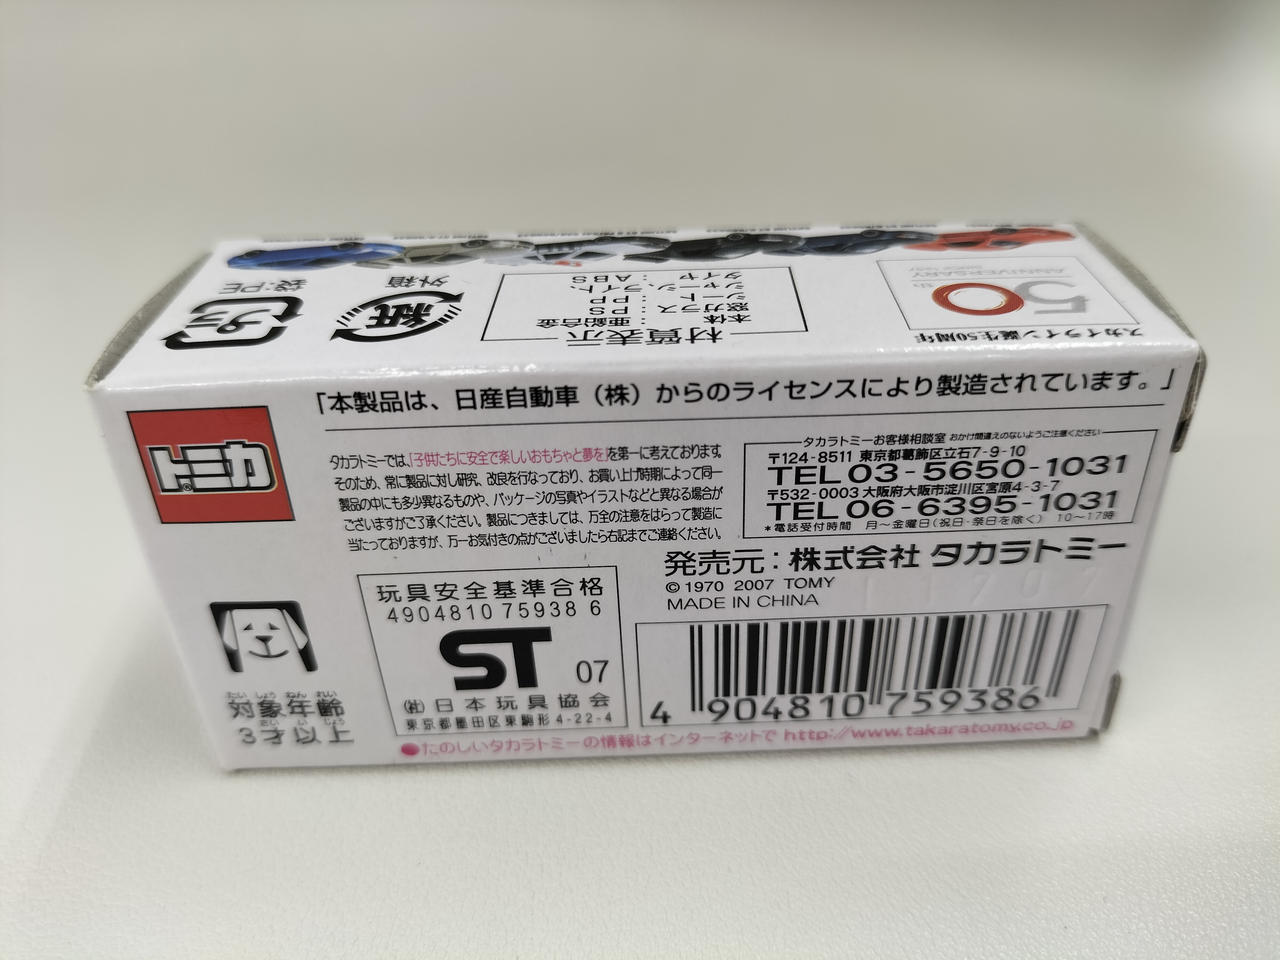 スカイライン誕生50周年
50th
ANNIVERSARY
SINCE 1957
材質表示
本体：亜鉛合金
窓ガラス：PS
シート：PP
シャーシ、ライト、
タイヤ：ABS
紙
外箱
プラ
袋：PE
「本製品は、日産自動車（株）からのライセンスにより製造されています。」
トミカ
タカラトミーでは、「子供たちに安全で楽しいおもちゃと夢を」を第一に考えております。
そのため、常に製品に対し研究、改良を行なっており、お買い上げ時期によって同一
製品の中にも多少異なるものや、パッケージの写真やイラストなどと異なる場合が
ございますがご了承ください。製品につきましては、万全の注意をはらって製造に
当たっておりますが、万一お気付きの点がございましたら右記までご連絡ください。
タカラトミーお客様相談室 おかけ間違えのないようご注意ください
〒124-8511 東京都葛飾区立石7-9-10
TEL 03-5650-1031
〒532-0003 大阪府大阪市淀川区宮原4-3-7
TEL 06-6395-1031
＊電話受付時間 月〜金曜日（祝日・祭日を除く） 10〜17時
発売元：株式会社 タカラトミー
©1970 2007 TOMY
MADE IN CHINA
玩具安全基準合格
4904810 75938 6
ST 07
(社)日本玩具協会
東京都墨田区東駒形4-22-4
たいしょうねんれい
対象年齢
さい いじょう
3才以上
4 904810 759386
●たのしいタカラトミーの情報はインターネットで http://www.takaratomy.co.jp